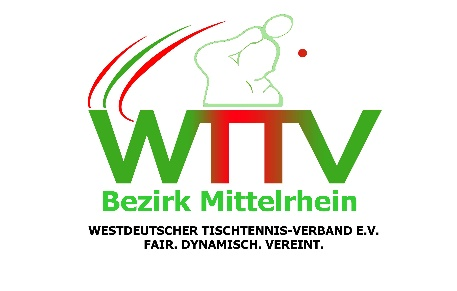 WTTV
Bezirk Mittelrhein
WESTDEUTSCHER TISCHTENNIS-VERBAND E.V.
FAIR. DYNAMISCH. VEREINT.